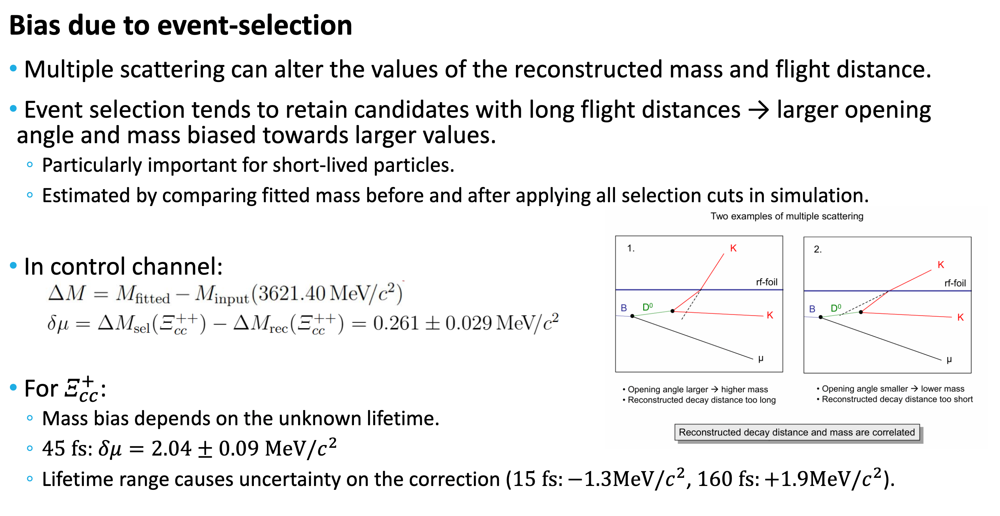 Bias due to event-selection
• Multiple scattering can alter the values of the reconstructed mass and flight distance.
• Event selection tends to retain candidates with long flight distances → larger opening
angle and mass biased towards larger values.
◦ Particularly important for short-lived particles.
◦ Estimated by comparing fitted mass before and after applying all selection cuts in simulation.
• In control channel:
ΔM = M_fitted − M_input(3621.40 MeV/c²)
δμ = ΔM_sel(Ξ_cc^++) − ΔM_rec(Ξ_cc^++) = 0.261 ± 0.029 MeV/c²
• For Ξ_cc^+:
◦ Mass bias depends on the unknown lifetime.
◦ 45 fs: δμ = 2.04 ± 0.09 MeV/c²
◦ Lifetime range causes uncertainty on the correction (15 fs: −1.3MeV/c², 160 fs: +1.9MeV/c²).
Two examples of multiple scattering
1.
K
rf-foil
B
D⁰
K
μ
• Opening angle larger → higher mass
• Reconstructed decay distance too long
2.
K
rf-foil
B
D⁰
K
μ
• Opening angle smaller → lower mass
• Reconstructed decay distance too short
Reconstructed decay distance and mass are correlated